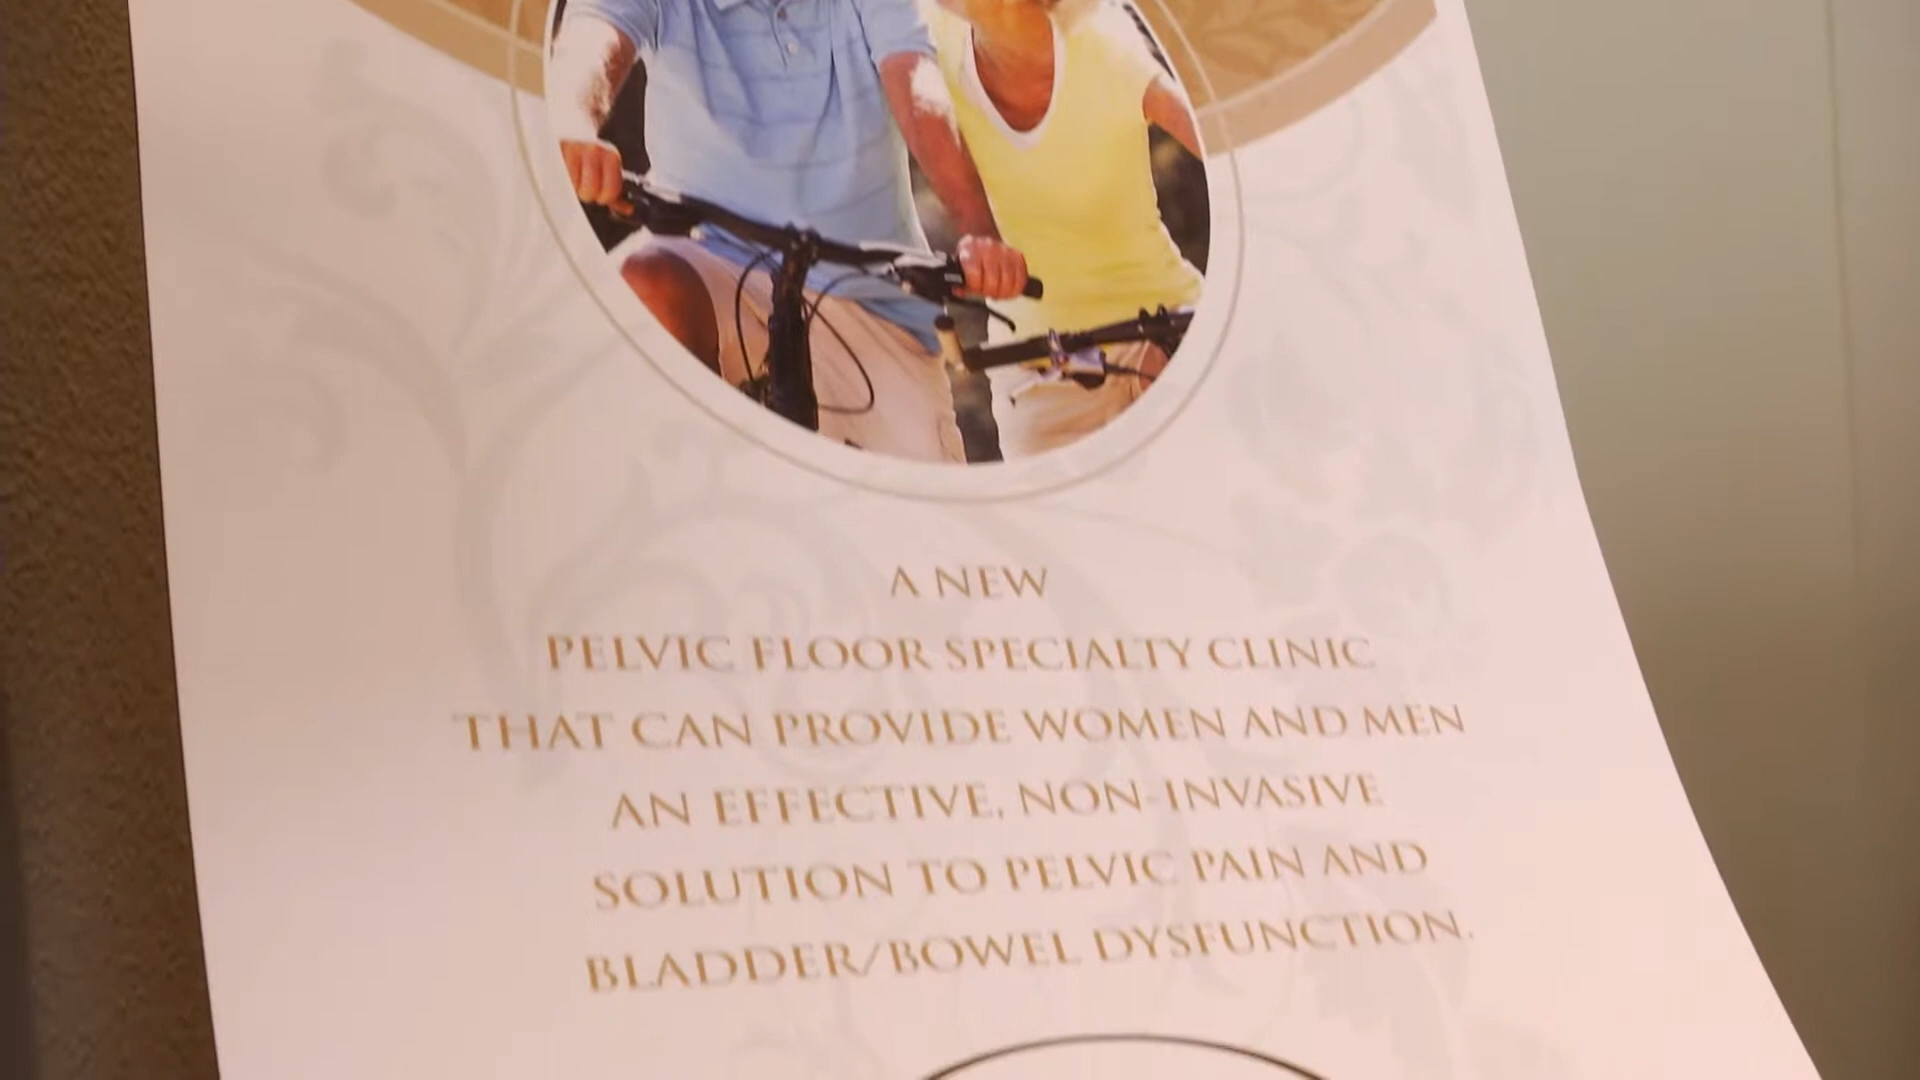 A NEW
PELVIC FLOOR SPECIALTY CLINIC
THAT CAN PROVIDE WOMEN AND MEN
AN EFFECTIVE, NON-INVASIVE
SOLUTION TO PELVIC PAIN AND
BLADDER/BOWEL DYSFUNCTION.